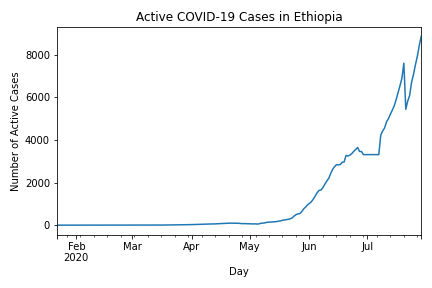 Active COVID-19 Cases in Ethiopia
Number of Active Cases
8000
6000
4000
2000
0
Feb Mar Apr May Jun Jul
2020
Day